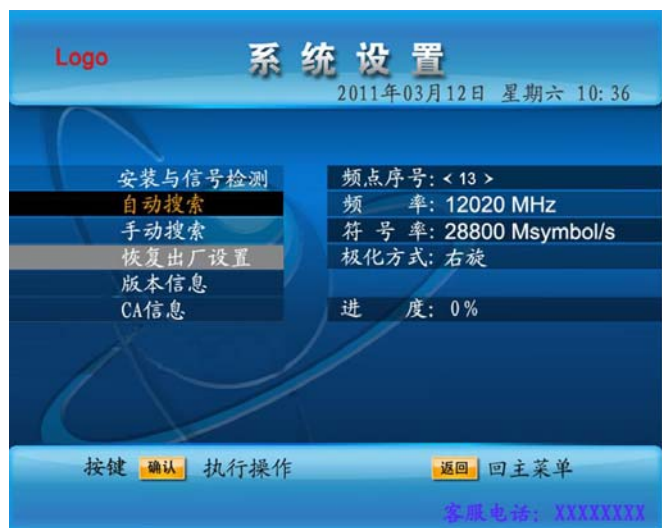 Logo
系统设置
2011年03月12日 星期六 10:36
安装与信号检测
自动搜索
手动搜索
恢复出厂设置
版本信息
CA信息
频点序号: < 13 >
频 率: 12020 MHz
符 号 率: 28800 Msymbol/s
极化方式: 右旋
进 度: 0%
按键 确认 执行操作
返回 回主菜单
客服电话: XXXXXXXX